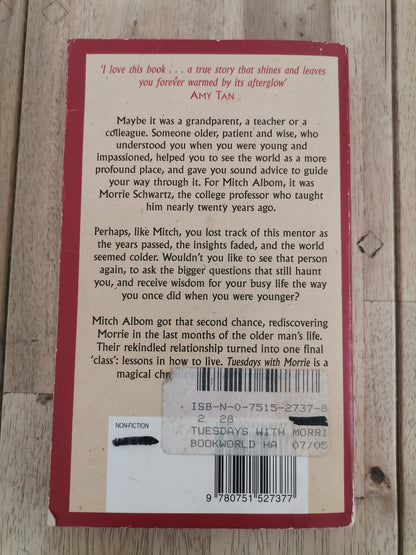 'I love this book . . . a true story that shines and leaves
you forever warmed by its afterglow'
AMY TAN
Maybe it was a grandparent, a teacher or a
colleague. Someone older, patient and wise, who
understood you when you were young and
impassioned, helped you to see the world as a more
profound place, and gave you sound advice to guide
your way through it. For Mitch Albom, it was
Morrie Schwartz, the college professor who taught
him nearly twenty years ago.
Perhaps, like Mitch, you lost track of this mentor as
the years passed, the insights faded, and the world
seemed colder. Wouldn't you like to see that person
again, to ask the bigger questions that still haunt
you, and receive wisdom for your busy life the way
you once did when you were younger?
Mitch Albom got that second chance, rediscovering
Morrie in the last months of the older man's life.
Their rekindled relationship turned into one final
'class': lessons in how to live. Tuesdays with Morrie is a
magical
ISB-N-0-7515-2737-8
2 28
TUESDAYS WITH MORRI
BOOKWORLD HA 07/05
NON-FICTION
9 780751 527377